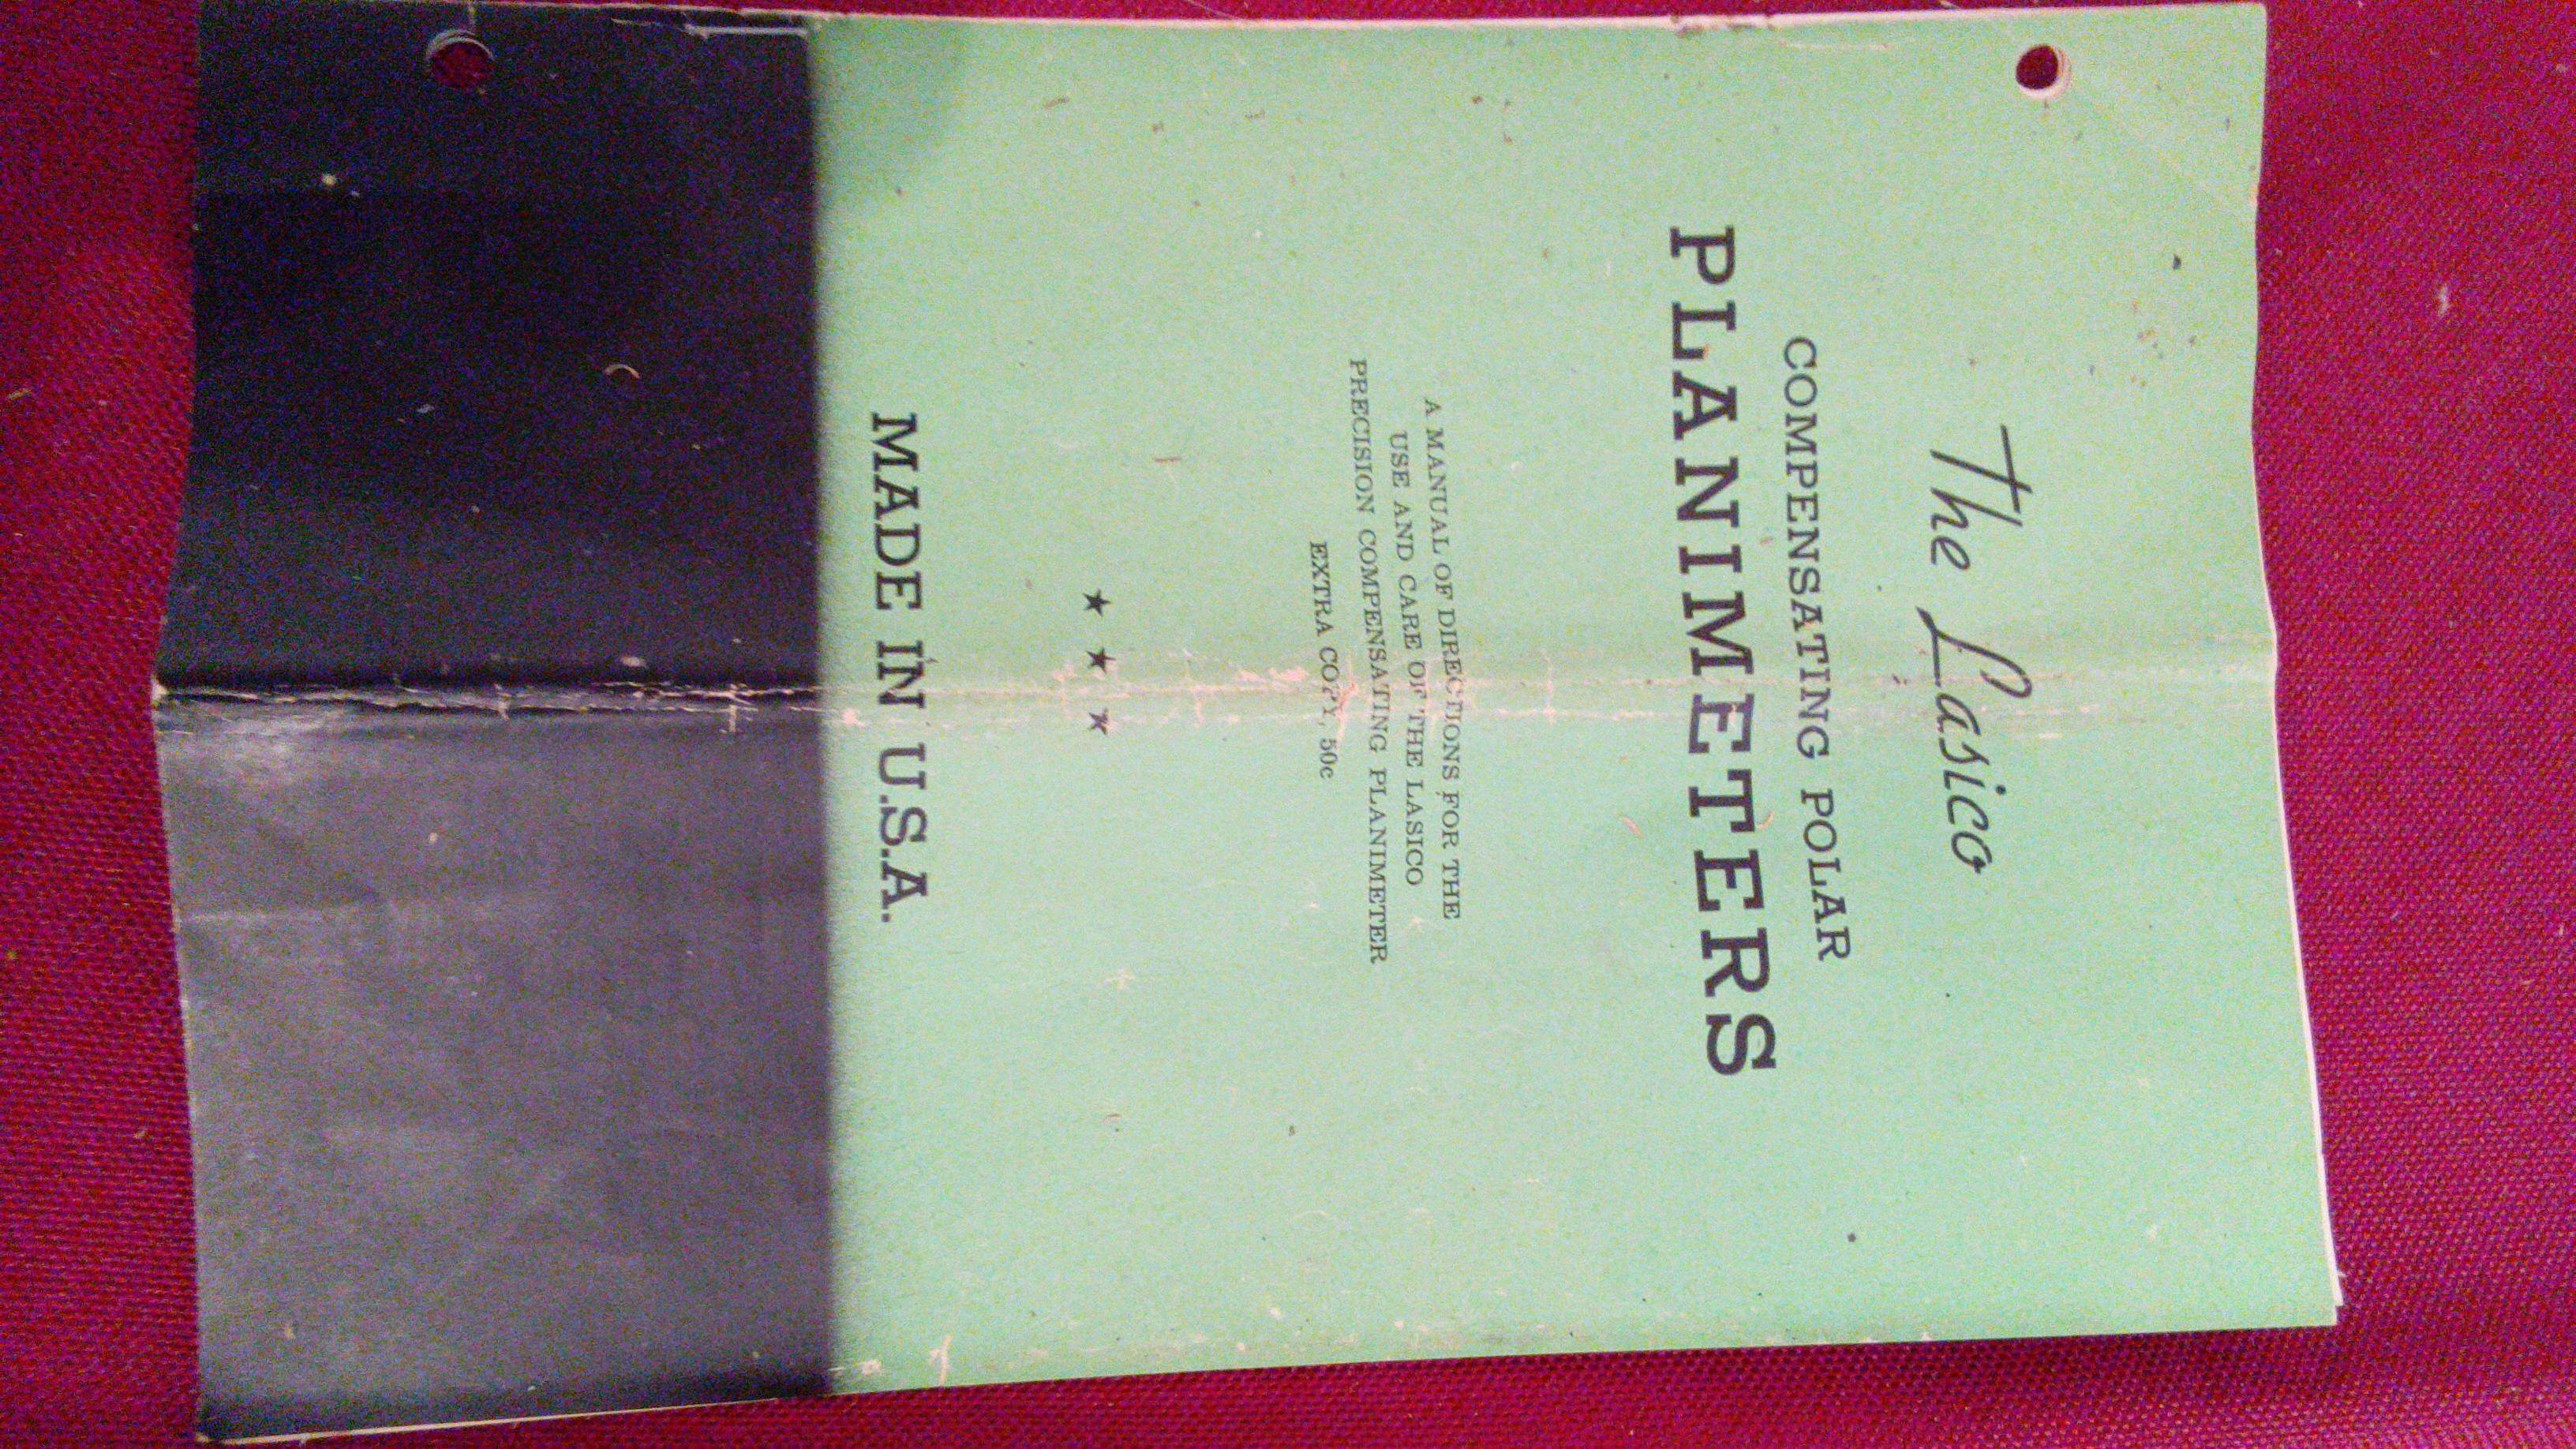 The Lasico
COMPENSATING POLAR
PLANIMETERS
A MANUAL OF DIRECTIONS FOR THE
USE AND CARE OF THE LASICO
PRECISION COMPENSATING PLANIMETER
EXTRA COPY, 50c
★ ★ ★
MADE IN U.S.A.